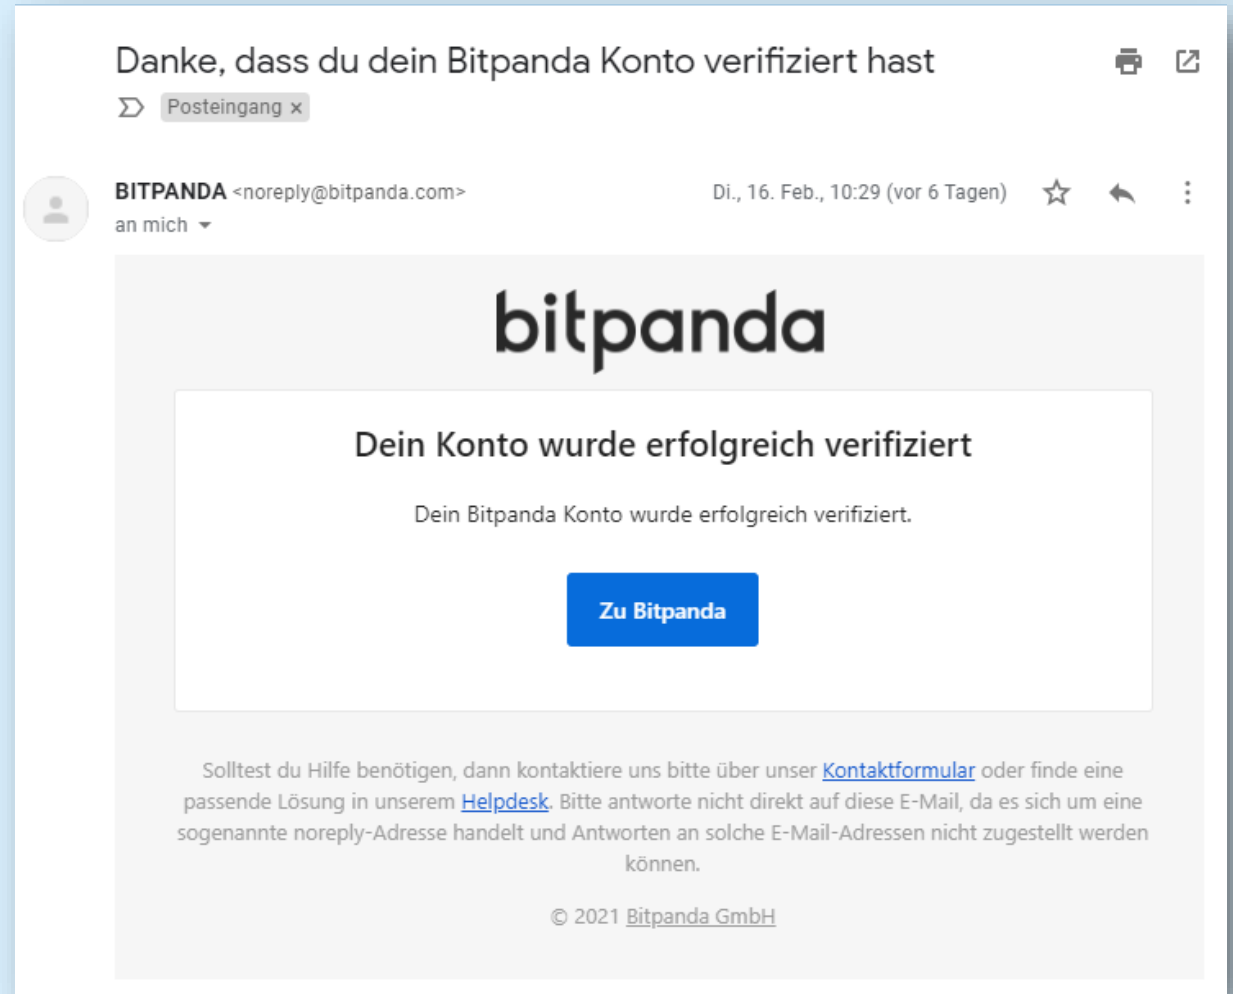 Danke, dass du dein Bitpanda Konto verifiziert hast
Posteingang ×
BITPANDA <noreply@bitpanda.com>
Di., 16. Feb., 10:29 (vor 6 Tagen)
an mich
bitpanda
Dein Konto wurde erfolgreich verifiziert
Dein Bitpanda Konto wurde erfolgreich verifiziert.
Zu Bitpanda
Solltest du Hilfe benötigen, dann kontaktiere uns bitte über unser Kontaktformular oder finde eine
passende Lösung in unserem Helpdesk. Bitte antworte nicht direkt auf diese E-Mail, da es sich um eine
sogenannte noreply-Adresse handelt und Antworten an solche E-Mail-Adressen nicht zugestellt werden
können.
© 2021 Bitpanda GmbH